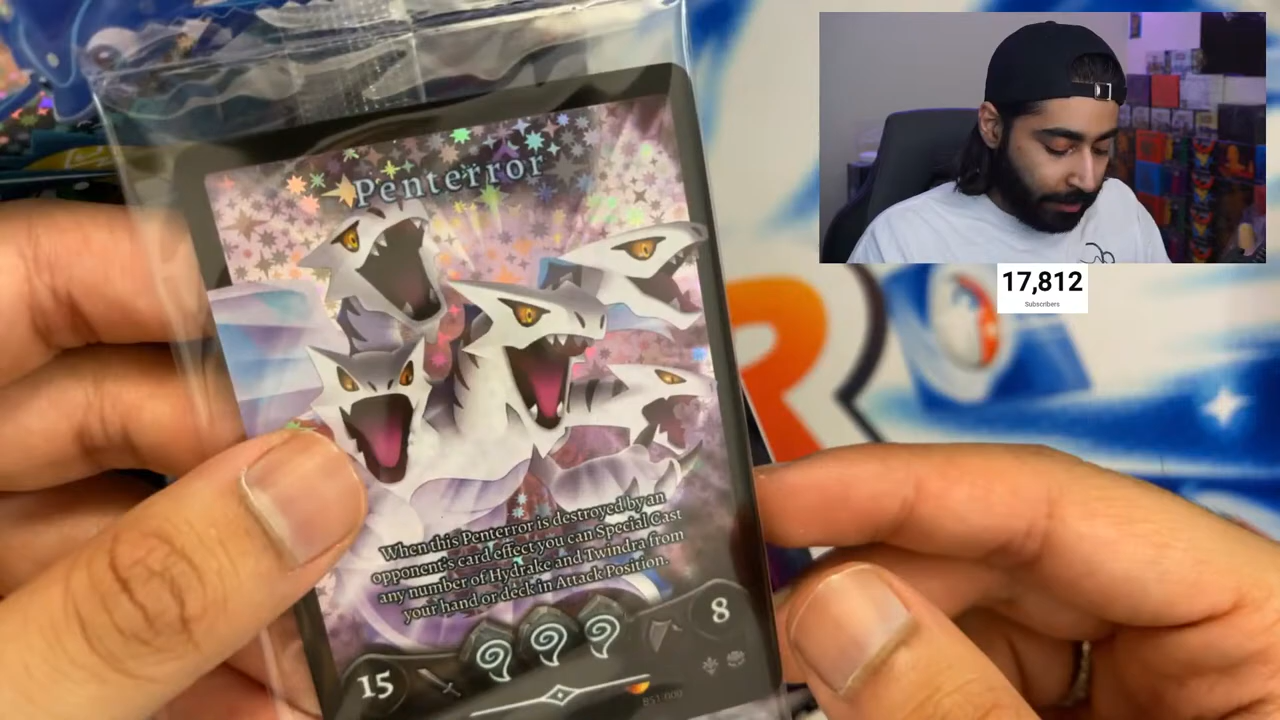 Penterror
17,812
Subscribers
When this Penterror is destroyed by an
opponent's card effect you can Special Cast
any number of Hydrake and Twindra from
your hand or deck in Attack Position.
8
15